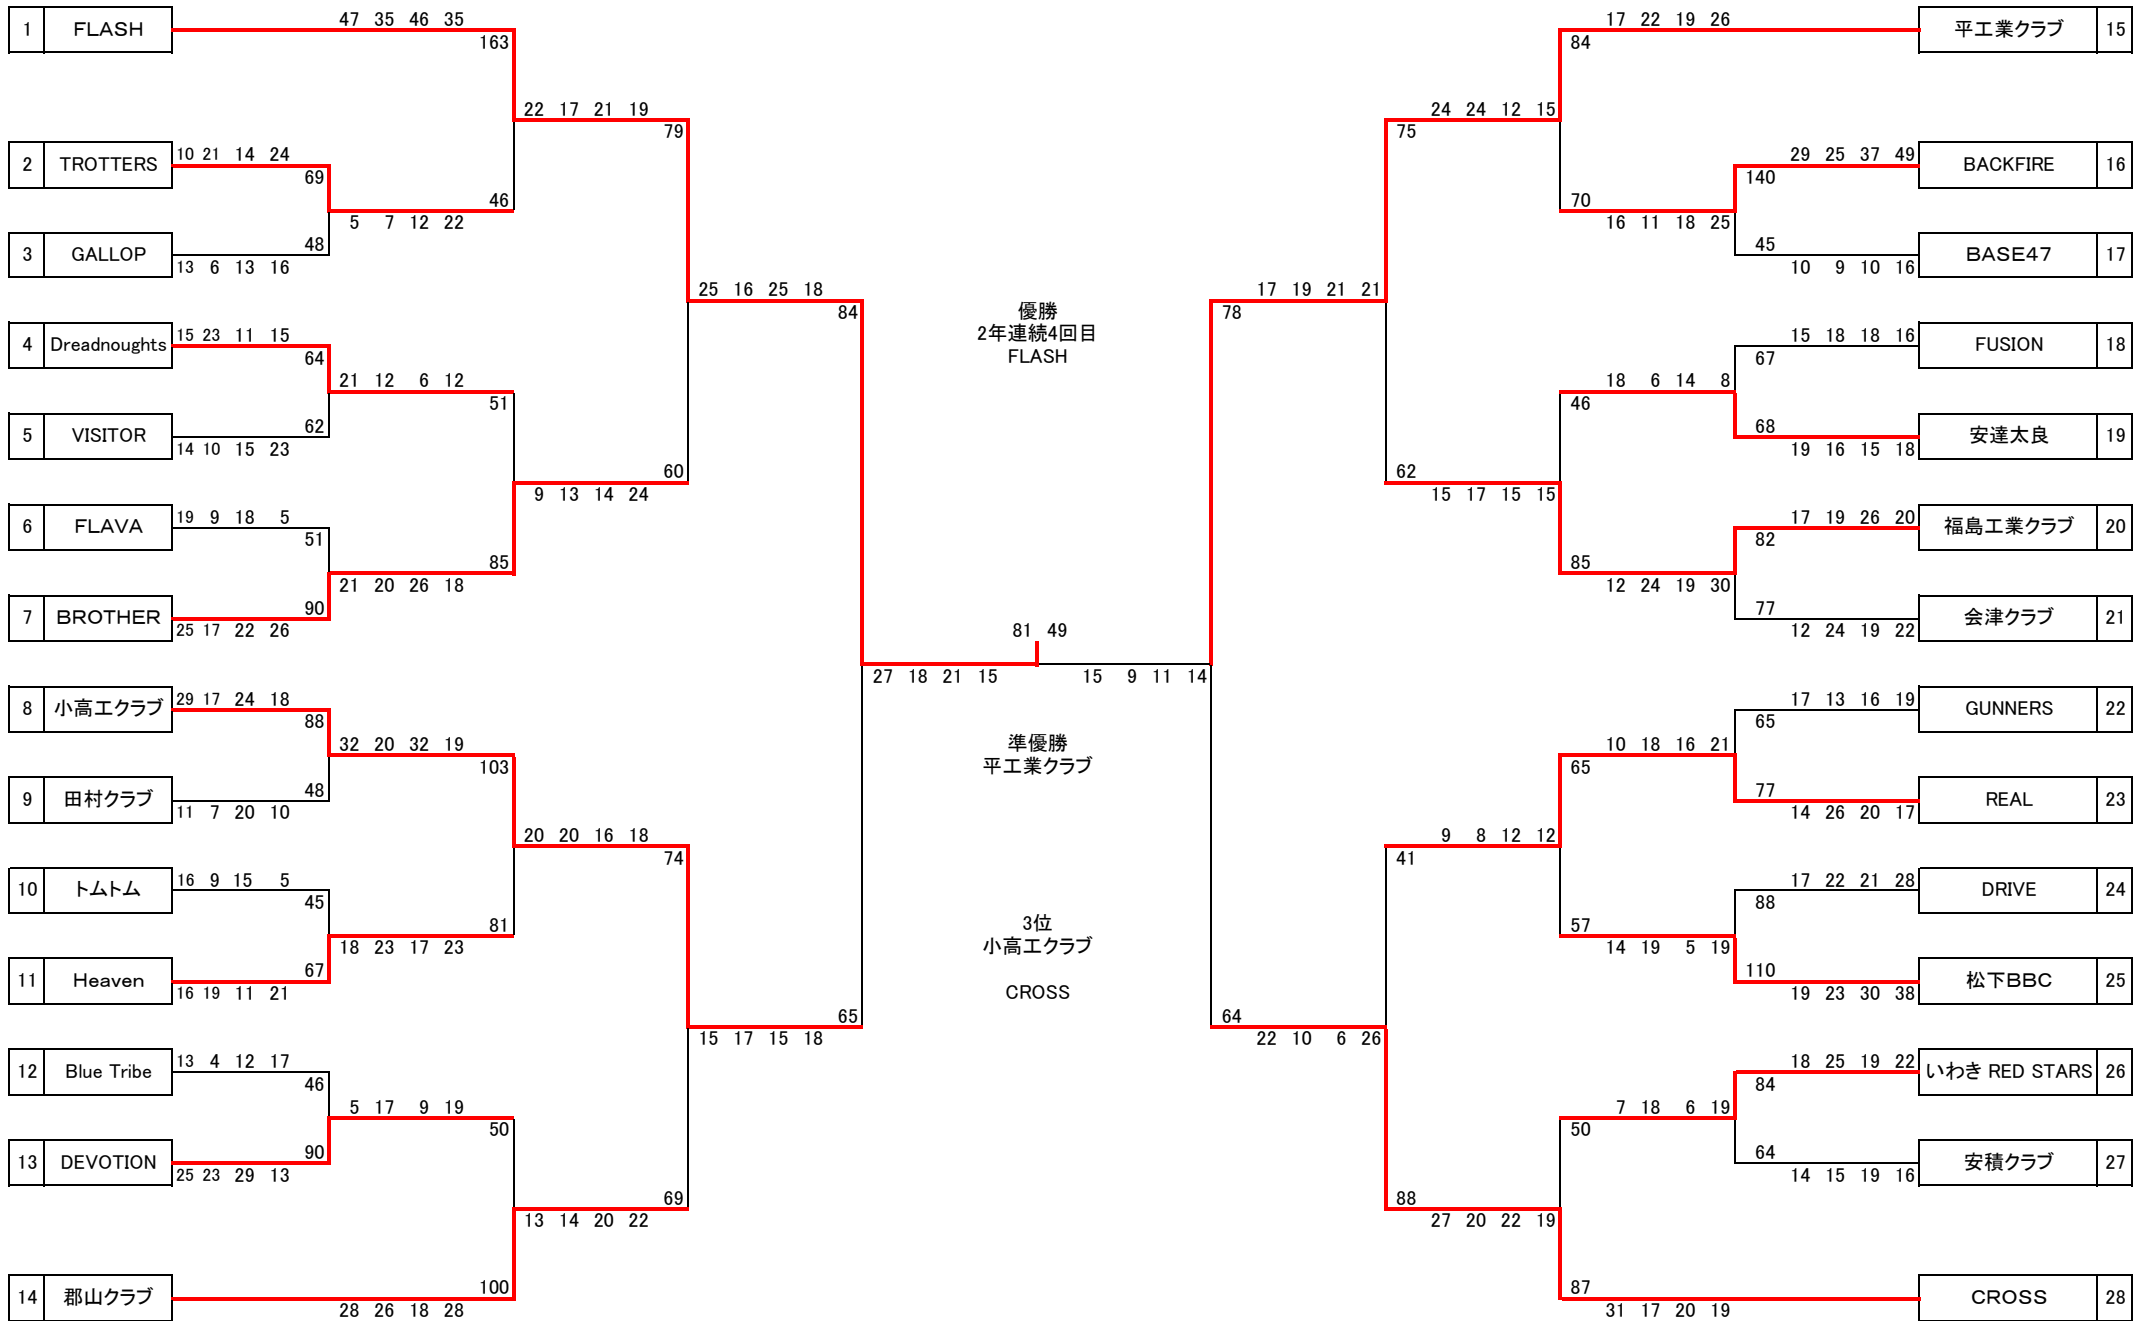 47 35 46 35
17 22 19 26
1 FLASH
平工業クラブ 15
163
84
22 17 21 19
24 24 12 15
79
75
10 21 14 24
29 25 37 49
2 TROTTERS
BACKFIRE 16
69
140
46
70
5 7 12 22
16 11 18 25
48
45
3 GALLOP
BASE47 17
13 6 13 16
10 9 10 16
25 16 25 18
17 19 21 21
84
78
優勝
2年連続4回目
FLASH
15 23 11 15
15 18 18 16
4 Dreadnoughts
FUSION 18
64
67
21 12 6 12
18 6 14 8
51
46
62
68
5 VISITOR
安達太良 19
14 10 15 23
19 16 15 18
60
62
9 13 14 24
15 17 15 15
19 9 18 5
17 19 26 20
6 FLAVA
福島工業クラブ 20
51
82
85
85
21 20 26 18
12 24 19 30
90
77
7 BROTHER
会津クラブ 21
25 17 22 26
12 24 19 22
81 49
27 18 21 15
15 9 11 14
29 17 24 18
17 13 16 19
8 小高工クラブ
GUNNERS 22
88
65
32 20 32 19
10 18 16 21
103
65
準優勝
平工業クラブ
48
77
9 田村クラブ
REAL 23
11 7 20 10
14 26 20 17
20 20 16 18
9 8 12 12
74
41
16 9 15 5
17 22 21 28
10 トムトム
DRIVE 24
45
88
81
57
18 23 17 23
14 19 5 19
3位
小高工クラブ
CROSS
67
110
11 Heaven
松下BBC 25
16 19 11 21
19 23 30 38
65
64
15 17 15 18
22 10 6 26
13 4 12 17
18 25 19 22
12 Blue Tribe
いわき RED STARS 26
46
84
5 17 9 19
7 18 6 19
50
50
90
64
13 DEVOTION
安積クラブ 27
25 23 29 13
14 15 19 16
69
88
13 14 20 22
27 20 22 19
100
87
14 郡山クラブ
CROSS 28
28 26 18 28
31 17 20 19